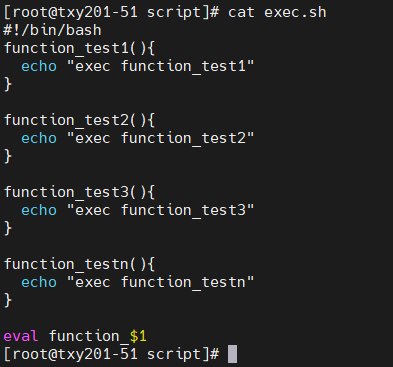 [root@txy201-51 script]# cat exec.sh
#!/bin/bash
function_test1(){
  echo "exec function_test1"
}

function_test2(){
  echo "exec function_test2"
}

function_test3(){
  echo "exec function_test3"
}

function_testn(){
  echo "exec function_testn"
}

eval function_$1
[root@txy201-51 script]#